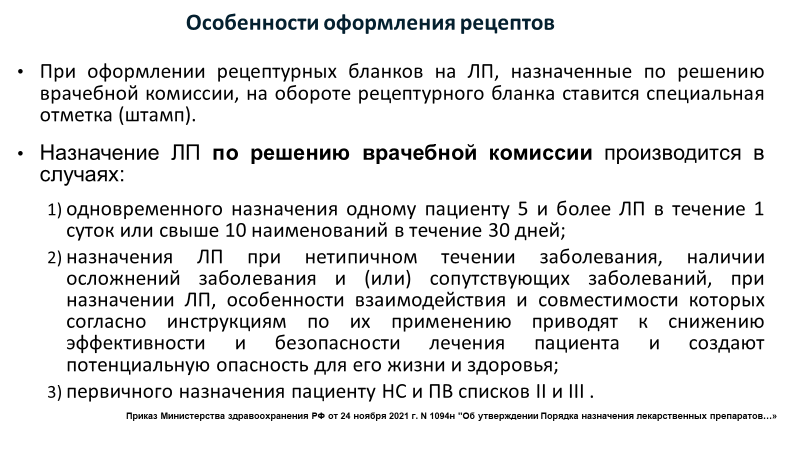 Особенности оформления рецептов
• При оформлении рецептурных бланков на ЛП, назначенные по решению
врачебной комиссии, на обороте рецептурного бланка ставится специальная
отметка (штамп).
• Назначение ЛП по решению врачебной комиссии производится в
случаях:
1) одновременного назначения одному пациенту 5 и более ЛП в течение 1
суток или свыше 10 наименований в течение 30 дней;
2) назначения ЛП при нетипичном течении заболевания, наличии
осложнений заболевания и (или) сопутствующих заболеваний, при
назначении ЛП, особенности взаимодействия и совместимости которых
согласно инструкциям по их применению приводят к снижению
эффективности и безопасности лечения пациента и создают
потенциальную опасность для его жизни и здоровья;
3) первичного назначения пациенту НС и ПВ списков II и III .
Приказ Министерства здравоохранения РФ от 24 ноября 2021 г. N 1094н "Об утверждении Порядка назначения лекарственных препаратов...»